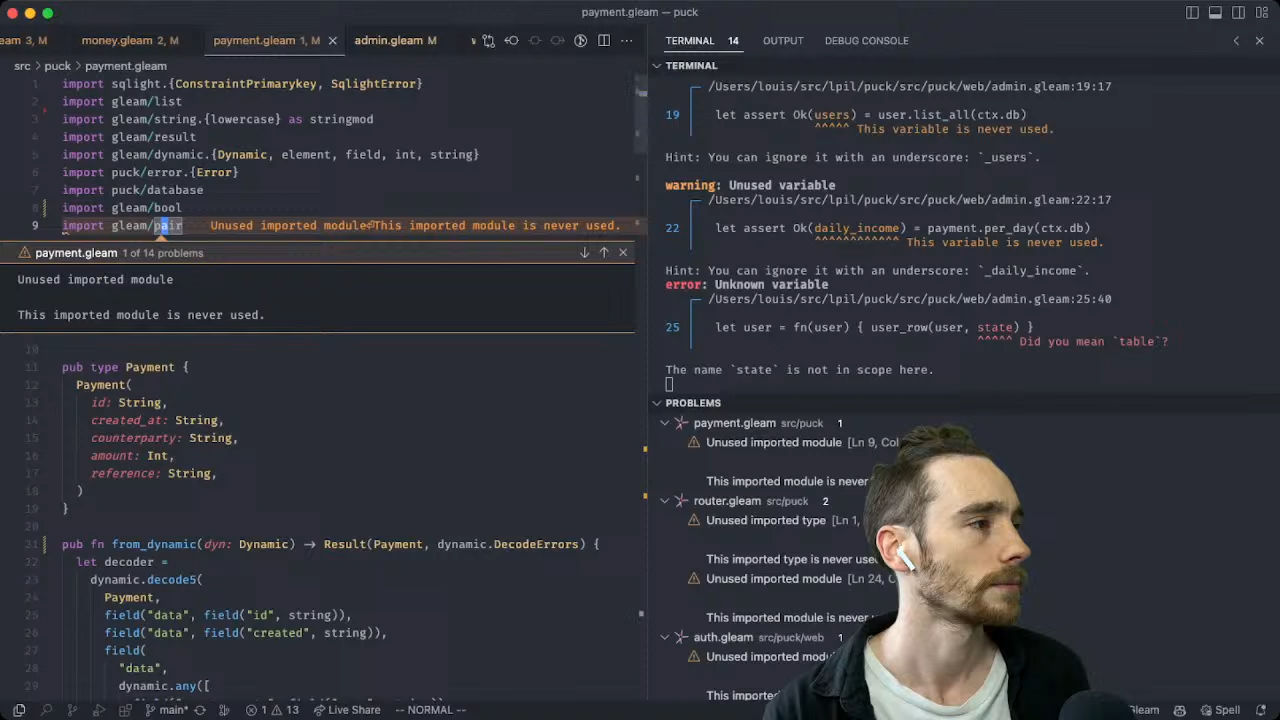 payment.gleam — puck
eam 3, M
money.gleam 2, M
payment.gleam 1, M
admin.gleam M
src > puck > payment.gleam
1 import sqlight.{ConstraintPrimarykey, SqlightError}
2 import gleam/list
3 import gleam/string.{lowercase} as stringmod
4 import gleam/result
5 import gleam/dynamic.{Dynamic, element, field, int, string}
6 import puck/error.{Error}
7 import puck/database
8 import gleam/bool
9 import gleam/pair Unused imported module⏎This imported module is never used.
payment.gleam 1 of 14 problems
Unused imported module
This imported module is never used.
10
11 pub type Payment {
12 Payment(
13 id: String,
14 created_at: String,
15 counterparty: String,
16 amount: Int,
17 reference: String,
18 )
19 }
20
21 pub fn from_dynamic(dyn: Dynamic) → Result(Payment, dynamic.DecodeErrors) {
22 let decoder =
23 dynamic.decode5(
24 Payment,
25 field("data", field("id", string)),
26 field("data", field("created", string)),
27 field(
28 "data",
29 dynamic.any([
TERMINAL 14 OUTPUT DEBUG CONSOLE
TERMINAL
/Users/louis/src/lpil/puck/src/puck/web/admin.gleam:19:17
19 let assert Ok(users) = user.list_all(ctx.db)
^^^^^ This variable is never used.
Hint: You can ignore it with an underscore: `_users`.
warning: Unused variable
/Users/louis/src/lpil/puck/src/puck/web/admin.gleam:22:17
22 let assert Ok(daily_income) = payment.per_day(ctx.db)
^^^^^^^^^^^^ This variable is never used.
Hint: You can ignore it with an underscore: `_daily_income`.
error: Unknown variable
/Users/louis/src/lpil/puck/src/puck/web/admin.gleam:25:40
25 let user = fn(user) { user_row(user, state) }
^^^^^ Did you mean `table`?
The name `state` is not in scope here.
PROBLEMS
payment.gleam src/puck 1
Unused imported module [Ln 9, Col
This imported module is never
router.gleam src/puck 2
Unused imported type [Ln 1,
This imported type is never use
Unused imported module [Ln 24, C
This imported module is never
auth.gleam src/puck/web 1
Unused imported modu
This imported module is never
main* 1 13 Live Share -- NORMAL -- Gleam Spell